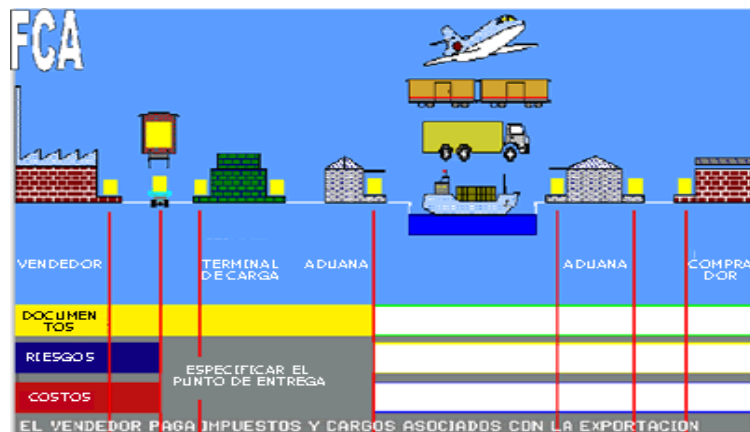 FCA
VENDEDOR
TERMINAL
DE CARGA
ADUANA
ADUANA
COMPRA
DOR
DOCUMEN
TOS
RIESGOS
ESPECIFICAR EL
PUNTO DE ENTREGA
COSTOS
EL VENDEDOR PAGA IMPUESTOS Y CARGOS ASOCIADOS CON LA EXPORTACION